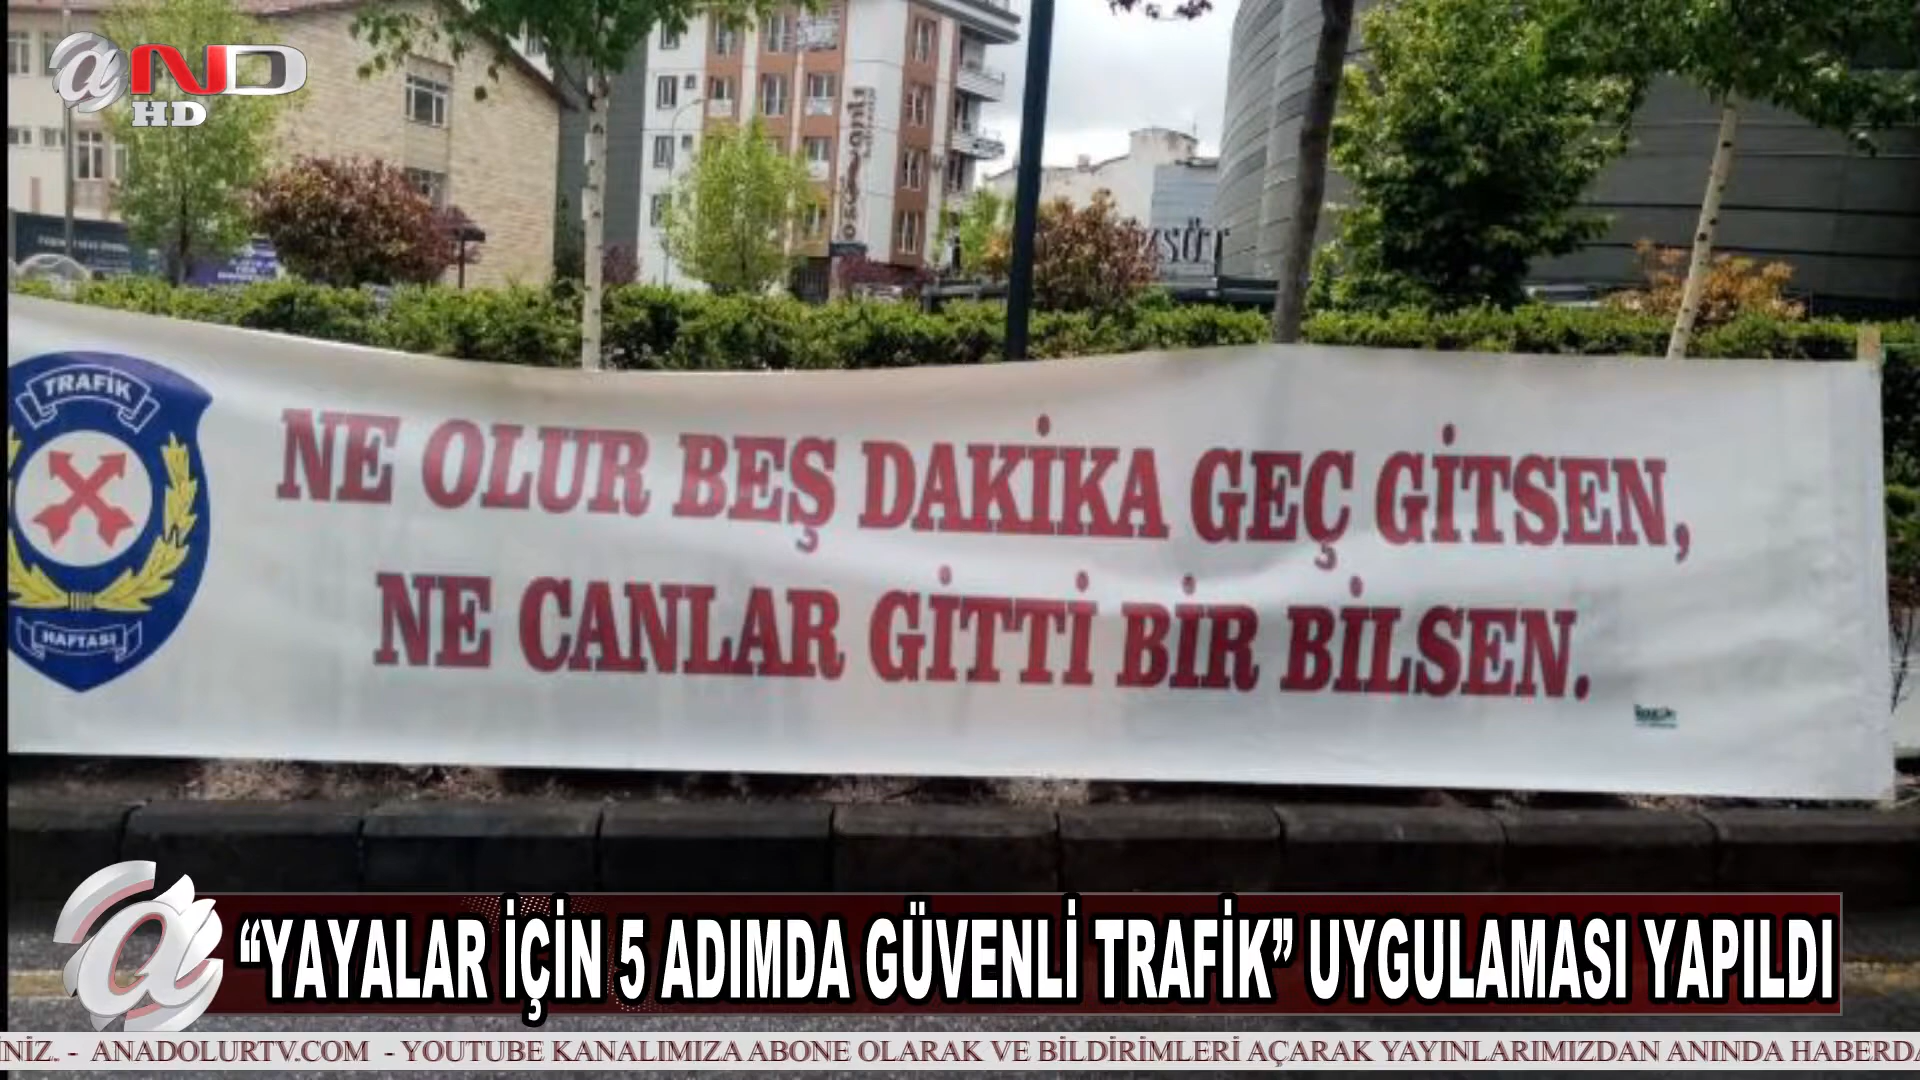 @ND
HD
TRAFİK
NE OLUR BEŞ DAKİKA GEÇ GİTSEN,
NE CANLAR GİTTİ BİR BİLSEN.
HAFTASI
“YAYALAR İÇİN 5 ADIMDA GÜVENLİ TRAFİK” UYGULAMASI YAPILDI
İNİZ. - ANADOLURTV.COM - YOUTUBE KANALIMIZA ABONE OLARAK VE BİLDİRİMLERİ AÇARAK YAYINLARIMIZDAN ANINDA HABERDA